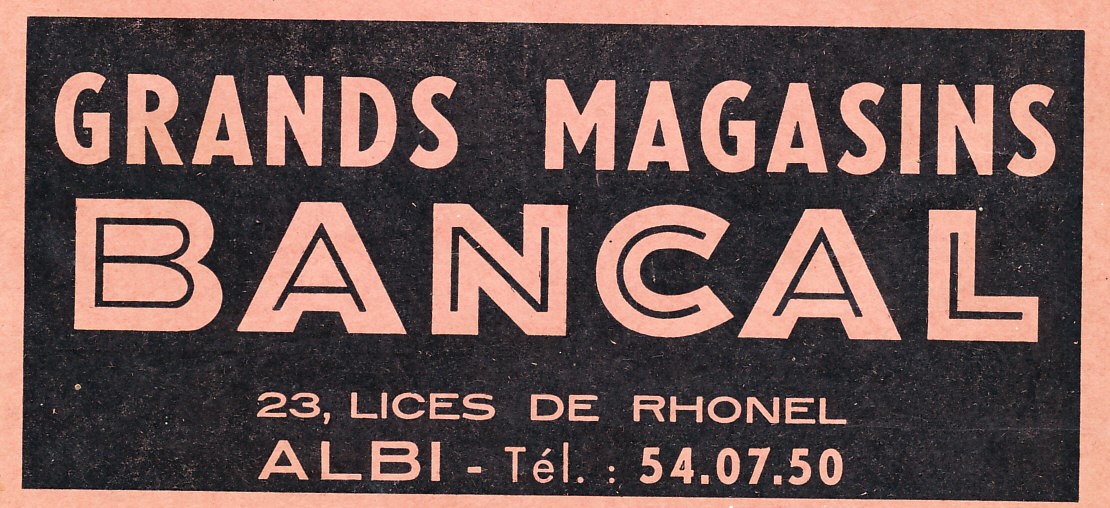 GRANDS MAGASINS
BANCAL
23, LICES DE RHONEL
ALBI - Tél. : 54.07.50